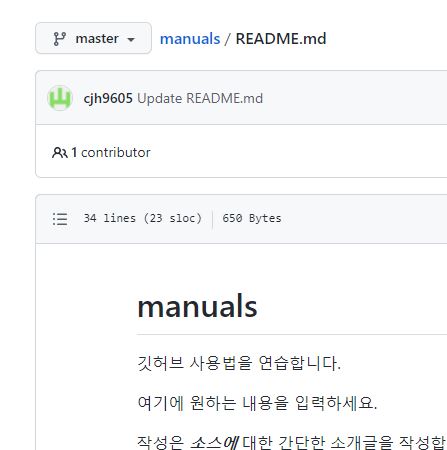 master manuals / README.md
cjh9605 Update README.md
1 contributor
34 lines (23 sloc) 650 Bytes
manuals
깃허브 사용법을 연습합니다.
여기에 원하는 내용을 입력하세요.
작성은 소스에 대한 간단한 소개글을 작성합